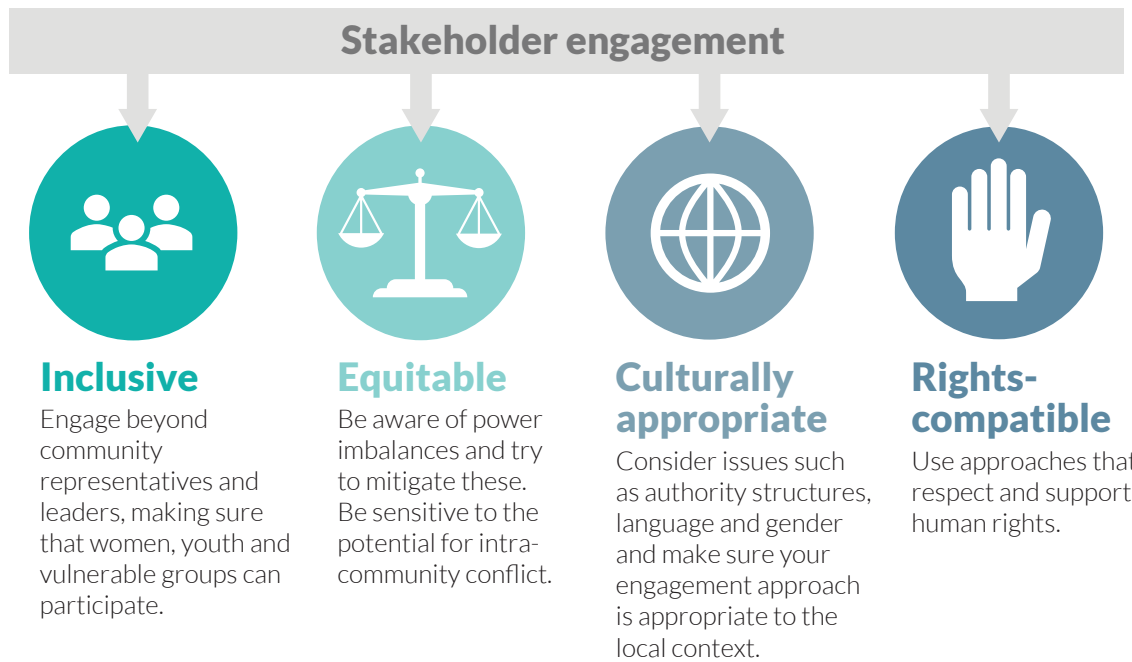 Stakeholder engagement
Inclusive
Engage beyond
community
representatives and
leaders, making sure
that women, youth and
vulnerable groups can
participate.
Equitable
Be aware of power
imbalances and try
to mitigate these.
Be sensitive to the
potential for intra-
community conflict.
Culturally
appropriate
Consider issues such
as authority structures,
language and gender
and make sure your
engagement approach
is appropriate to the
local context.
Rights-
compatible
Use approaches that
respect and support
human rights.